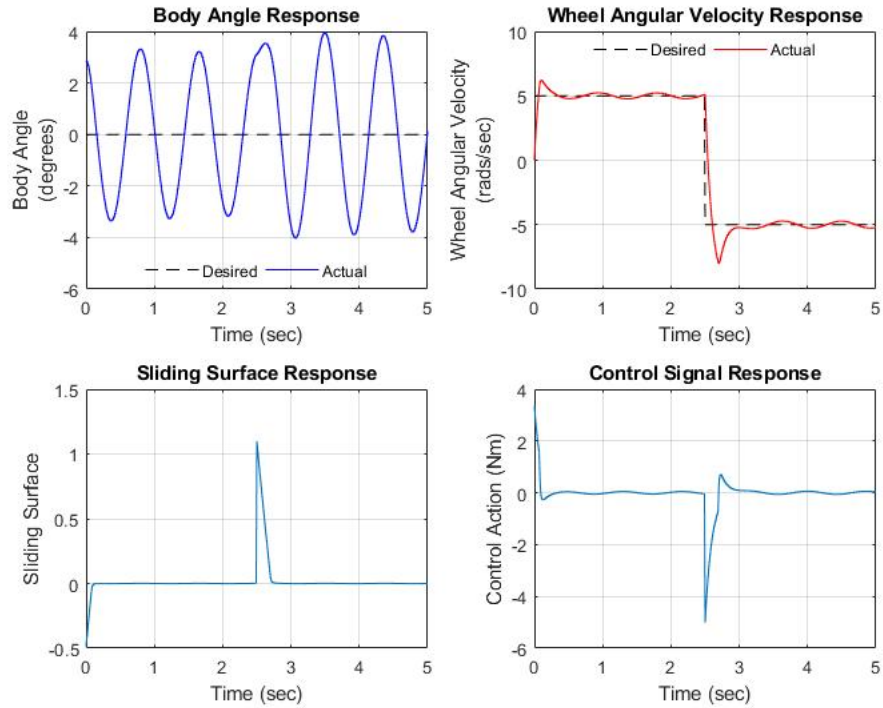 Body Angle Response
4
2
0
-2
-4
-6
Body Angle
(degrees)
Desired
Actual
0
1
2
3
4
5
Time (sec)
Wheel Angular Velocity Response
10
5
0
-5
-10
Wheel Angular Velocity
(rads/sec)
Desired
Actual
0
1
2
3
4
5
Time (sec)
Sliding Surface Response
1.5
1
0.5
0
-0.5
Sliding Surface
0
1
2
3
4
5
Time (sec)
Control Signal Response
4
2
0
-2
-4
-6
Control Action (Nm)
0
1
2
3
4
5
Time (sec)